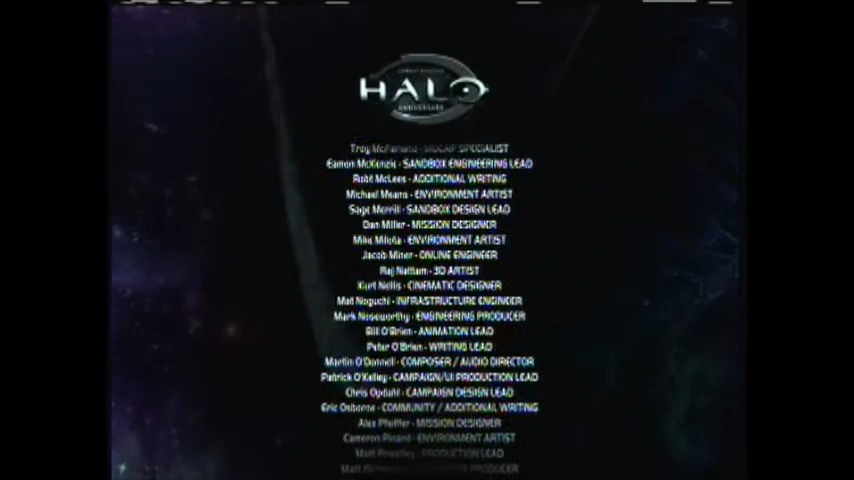 HALO
Troy McFarland - MOCAP SPECIALIST
Eamon McKenzie - SANDBOX ENGINEERING LEAD
Robt McLees - ADDITIONAL WRITING
Michael Means - ENVIRONMENT ARTIST
Sage Merrill - SANDBOX DESIGN LEAD
Dan Miller - MISSION DESIGNER
Mike Milota - ENVIRONMENT ARTIST
Jacob Miner - ONLINE ENGINEER
Raj Nattam - 3D ARTIST
Kurt Nellis - CINEMATIC DESIGNER
Mat Noguchi - INFRASTRUCTURE ENGINEER
Mark Noseworthy - ENGINEERING PRODUCER
Bill O'Brien - ANIMATION LEAD
Peter O'Brien - WRITING LEAD
Martin O'Donnell - COMPOSER / AUDIO DIRECTOR
Patrick O'Kelley - CAMPAIGN/UI PRODUCTION LEAD
Chris Opdahl - CAMPAIGN DESIGN LEAD
Eric Osborne - COMMUNITY / ADDITIONAL WRITING
Alex Pfeiffer - MISSION DESIGNER
Cameron Pinard - ENVIRONMENT ARTIST
Matt Priestley - PRODUCTION LEAD
Matt PRODUCER